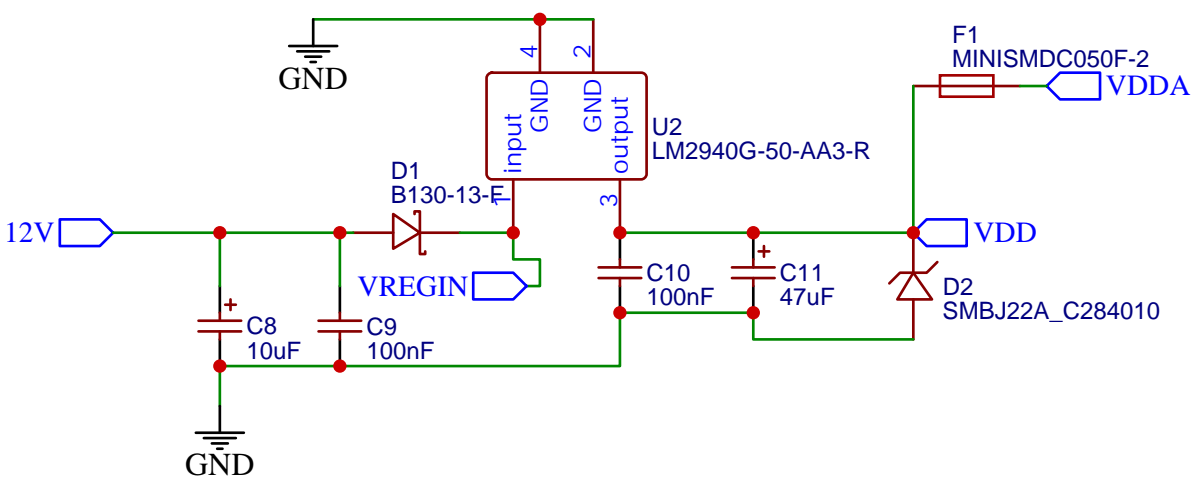 GND
4
2
GND
GND
input
output
1
3
U2
LM2940G-50-AA3-R
F1
MINISMDC050F-2
VDDA
D1
B130-13-F
12V
VREGIN
VDD
+
C8
10uF
C9
100nF
C10
100nF
+
C11
47uF
D2
SMBJ22A_C284010
GND